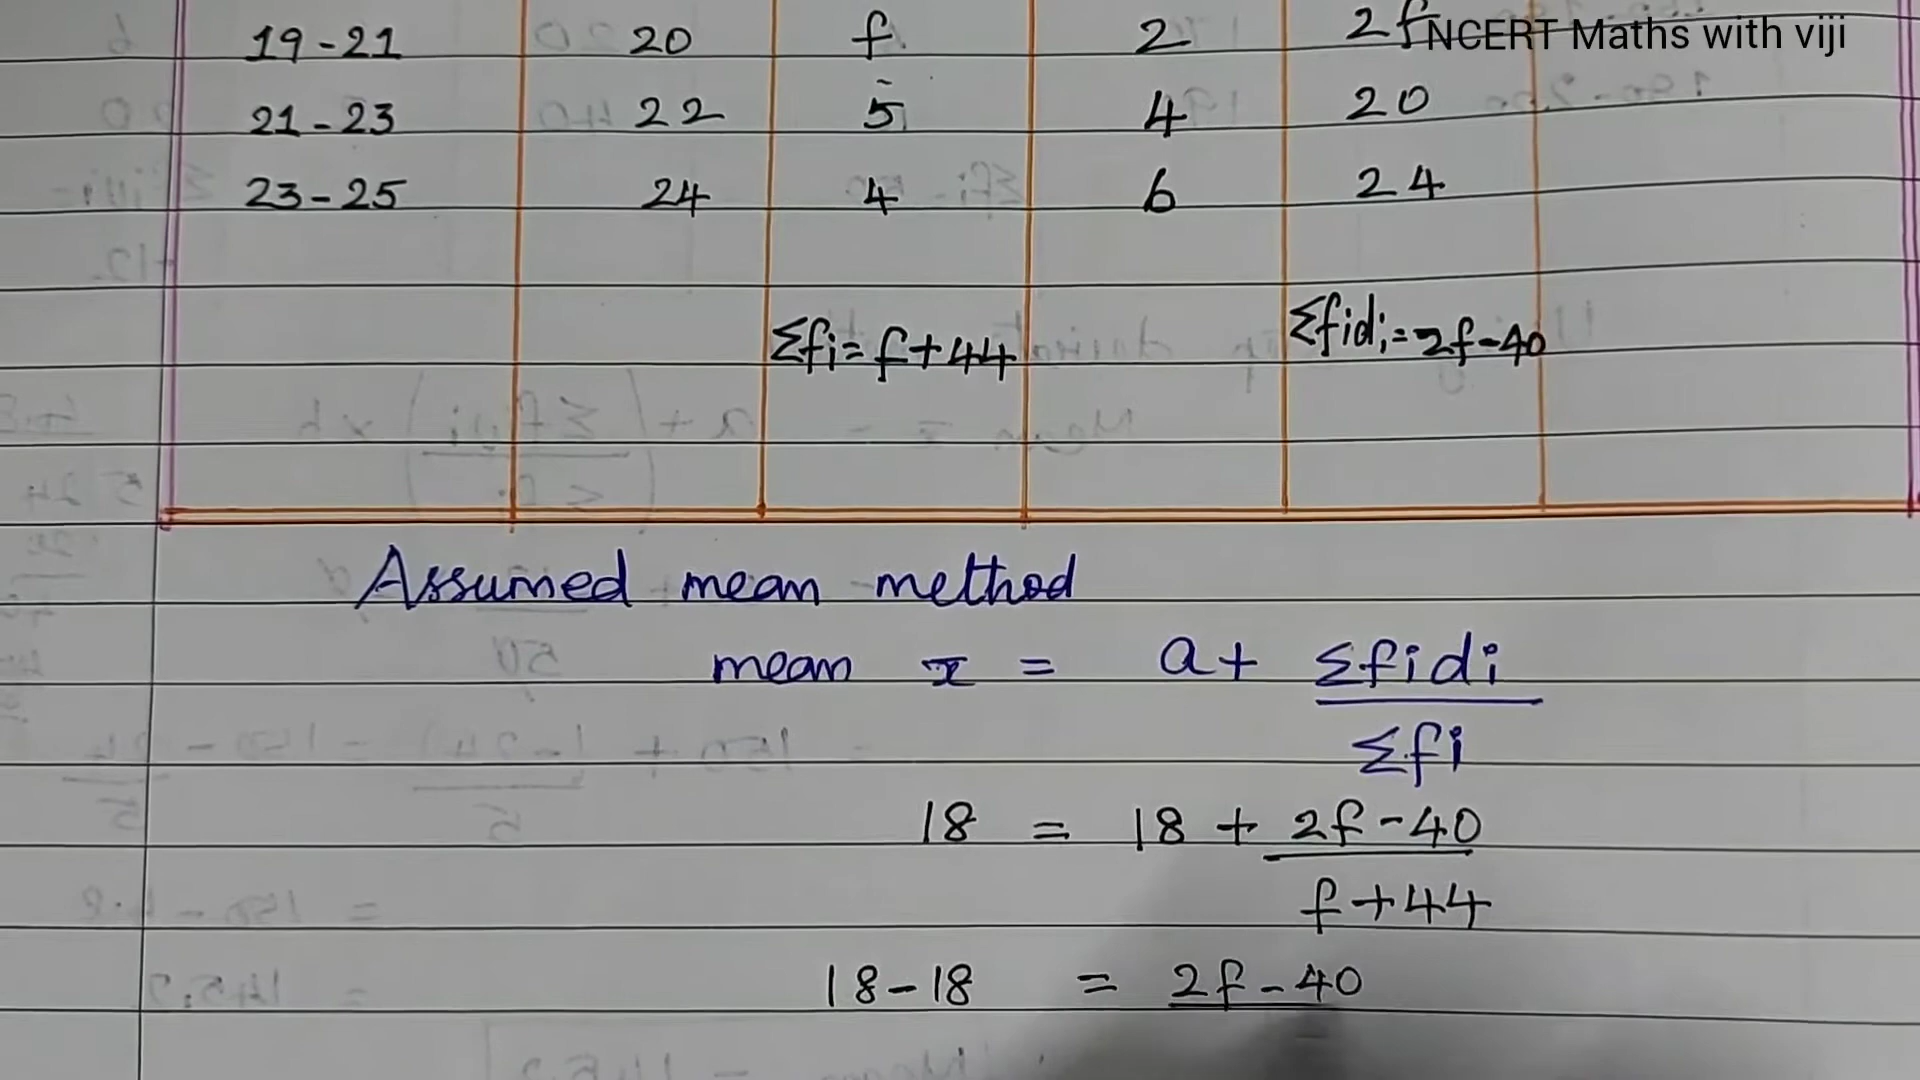 NCERT Maths with viji
19-21 20 f 2 2f
21-23 22 5 4 20
23-25 24 4 6 24
Σfi = f+44 Σfidi = 2f-40
Assumed mean method
mean x̄ = a + Σfidi
Σfi
18 = 18 + 2f-40
f+44
18-18 = 2f-40